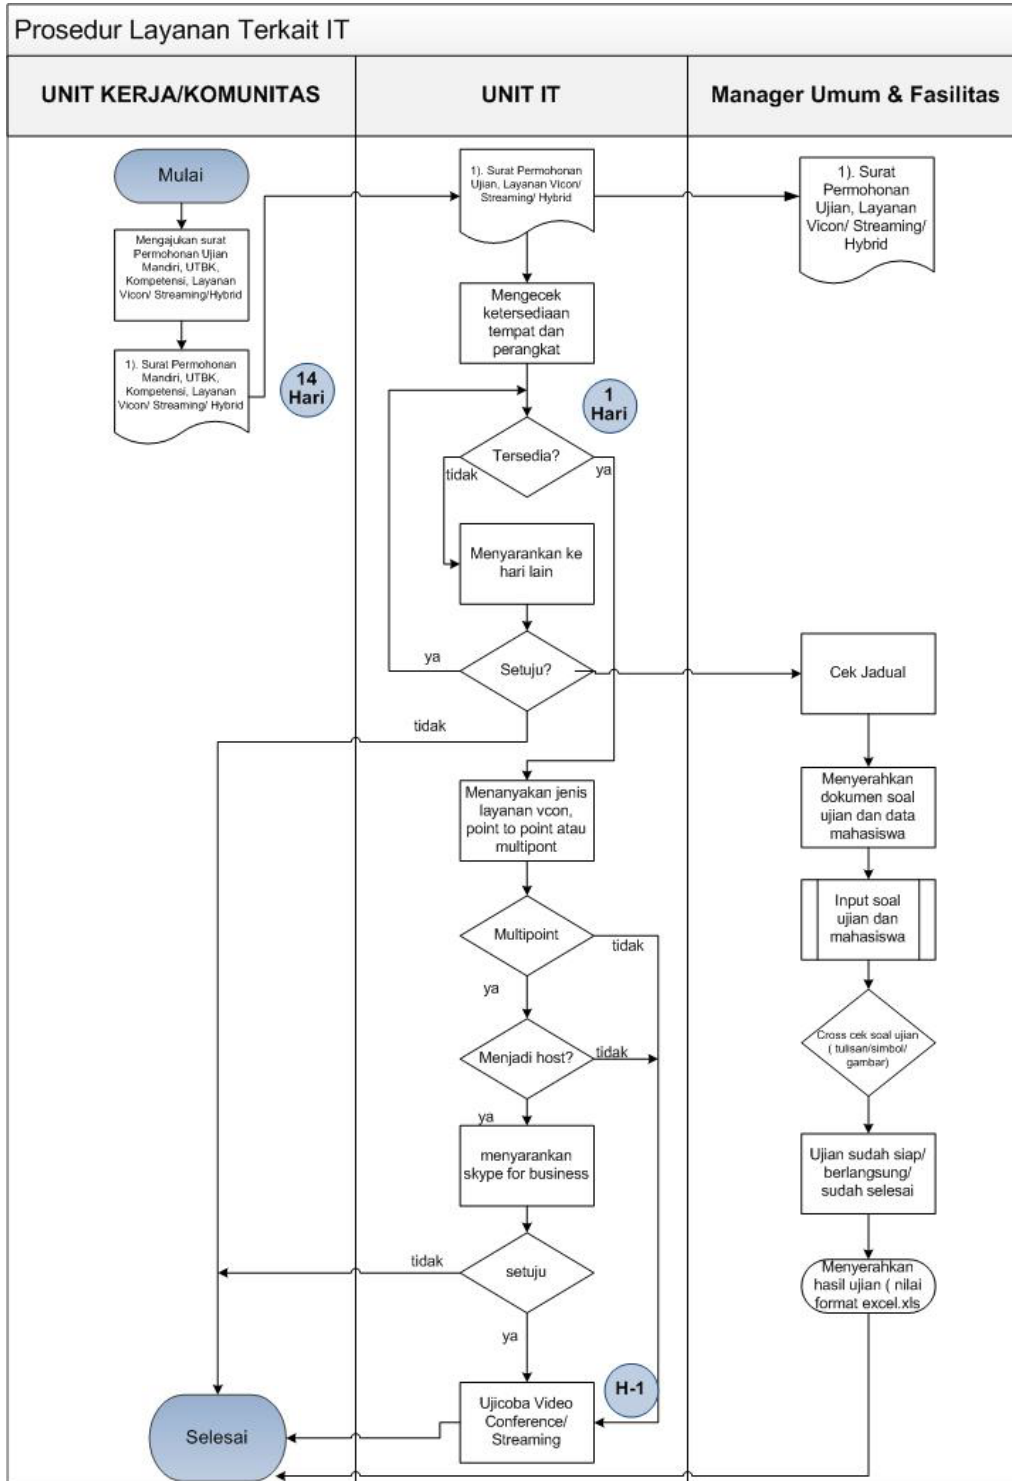 Prosedur Layanan Terkait IT
UNIT KERJA/KOMUNITAS
UNIT IT
Manager Umum & Fasilitas
Mulai
Mengajukan surat
Permohonan Ujian
Mandiri, UTBK,
Kompetensi, Layanan
Vicon/ Streaming/Hybrid
1). Surat Permohonan
Mandiri, UTBK,
Kompetensi, Layanan
Vicon/ Streaming/ Hybrid
14
Hari
1). Surat Permohonan
Ujian, Layanan Vicon/
Streaming/ Hybrid
1). Surat
Permohonan
Ujian, Layanan
Vicon/ Streaming/
Hybrid
Mengecek
ketersediaan
tempat dan
perangkat
1
Hari
Tersedia?
tidak
ya
Menyarankan ke
hari lain
Setuju?
ya
tidak
Cek Jadual
Menyerahkan
dokumen soal
ujian dan data
mahasiswa
Input soal
ujian dan
mahasiswa
Cross cek soal ujian
( tulisan/simbol/
gambar)
Ujian sudah siap/
berlangsung/
sudah selesai
Menyerahkan
hasil ujian ( nilai
format excel.xls
Menanyakan jenis
layanan vcon,
point to point atau
multipont
Multipoint
tidak
ya
Menjadi host?
tidak
ya
menyarankan
skype for business
setuju
tidak
ya
H-1
Ujicoba Video
Conference/
Streaming
Selesai